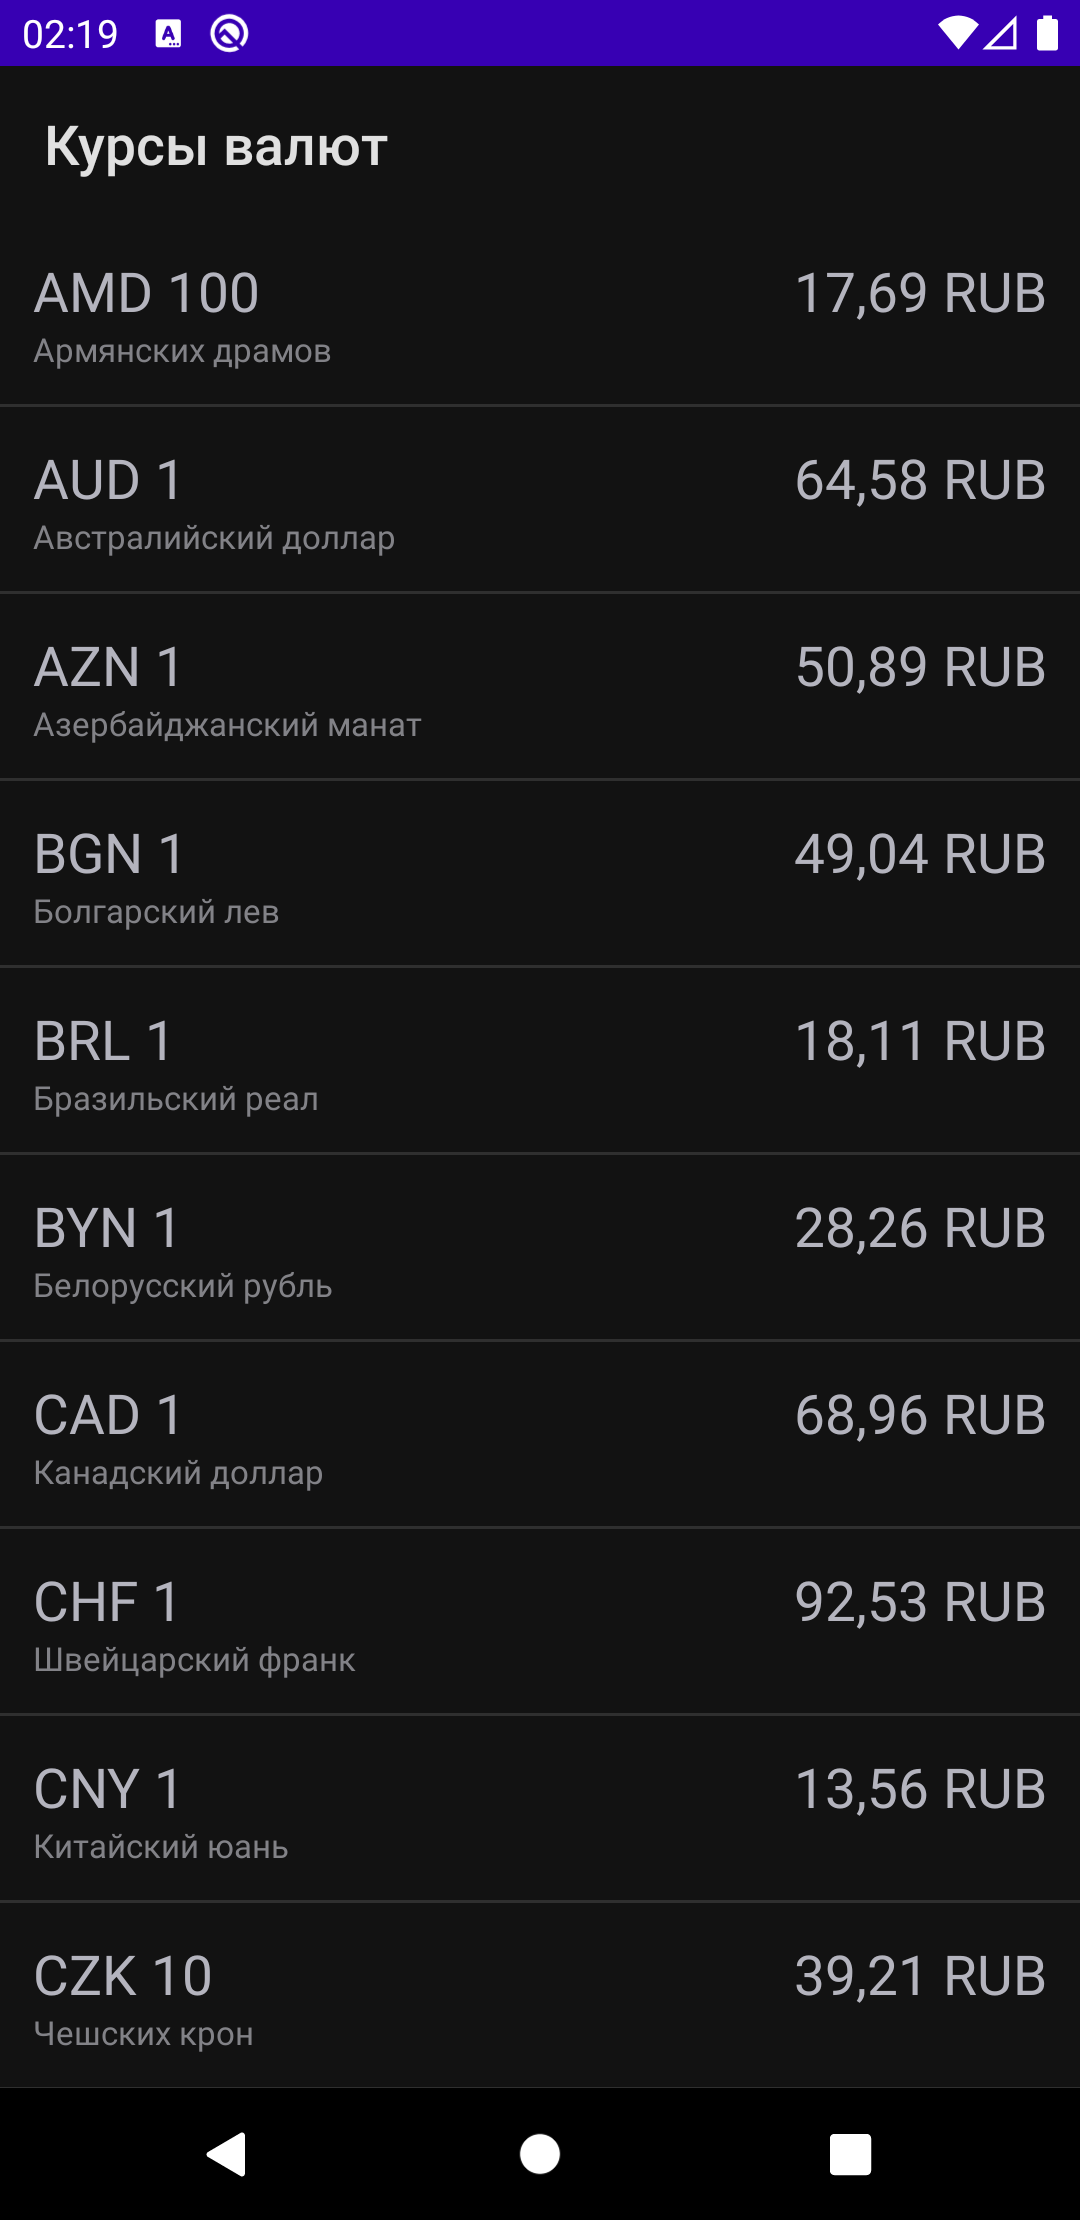 02:19
Курсы валют
AMD 100 17,69 RUB
Армянских драмов
AUD 1 64,58 RUB
Австралийский доллар
AZN 1 50,89 RUB
Азербайджанский манат
BGN 1 49,04 RUB
Болгарский лев
BRL 1 18,11 RUB
Бразильский реал
BYN 1 28,26 RUB
Белорусский рубль
CAD 1 68,96 RUB
Канадский доллар
CHF 1 92,53 RUB
Швейцарский франк
CNY 1 13,56 RUB
Китайский юань
CZK 10 39,21 RUB
Чешских крон